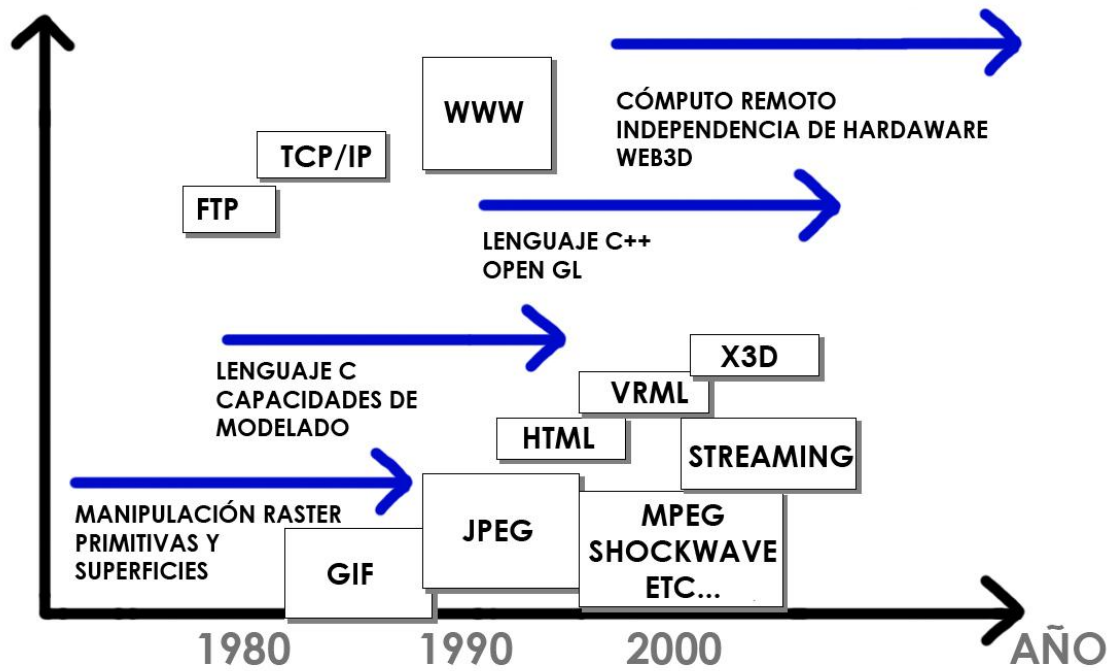 WWW
CÓMPUTO REMOTO
INDEPENDENCIA DE HARDAWARE
WEB3D
TCP/IP
FTP
LENGUAJE C++
OPEN GL
LENGUAJE C
CAPACIDADES DE
MODELADO
X3D
VRML
HTML
STREAMING
MANIPULACIÓN RASTER
PRIMITIVAS Y
SUPERFICIES
GIF
JPEG
MPEG
SHOCKWAVE
ETC...
1980 1990 2000 AÑO